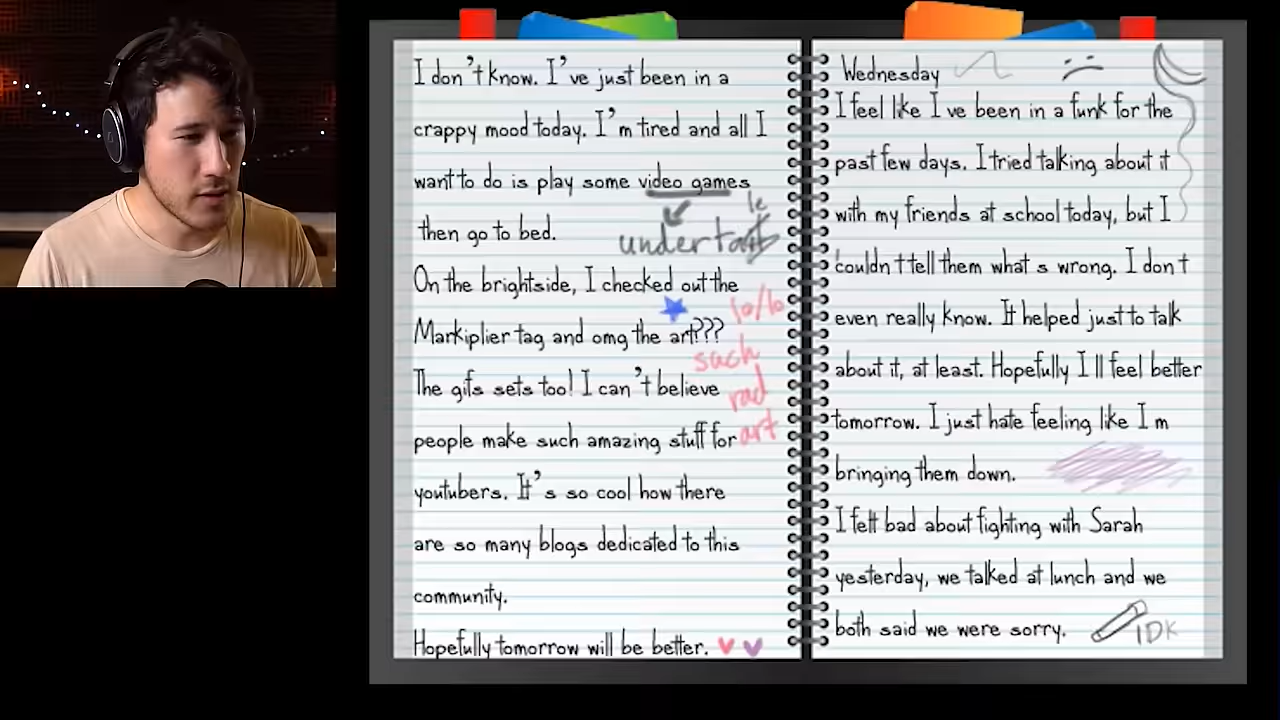 I don't know. I've just been in a
crappy mood today. I'm tired and all I
want to do is play some video games
then go to bed.
undertale
On the brightside, I checked out the
Markiplier tag and omg the art???
10/10
such
rad
art
The gifs sets too! I can't believe
people make such amazing stuff for
youtubers. It's so cool how there
are so many blogs dedicated to this
community.
Hopefully tomorrow will be better.
Wednesday
I feel like I ve been in a funk for the
past few days. I tried talking about it
with my friends at school today, but I
couldn t tell them what s wrong. I don t
even really know. It helped just to talk
about it, at least. Hopefully I ll feel better
tomorrow. I just hate feeling like I m
bringing them down.
I felt bad about fighting with Sarah
yesterday, we talked at lunch and we
both said we were sorry.
IDK